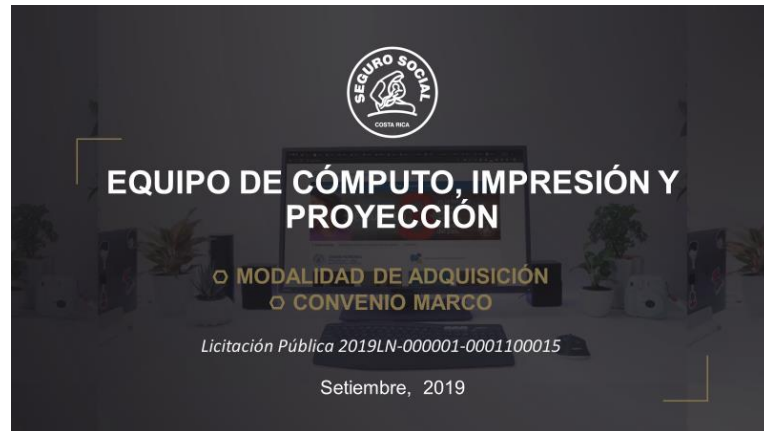 SEGURO SOCIAL
COSTA RICA
EQUIPO DE CÓMPUTO, IMPRESIÓN Y
PROYECCIÓN
MODALIDAD DE ADQUISICIÓN
CONVENIO MARCO
Licitación Pública 2019LN-000001-0001100015
Setiembre, 2019